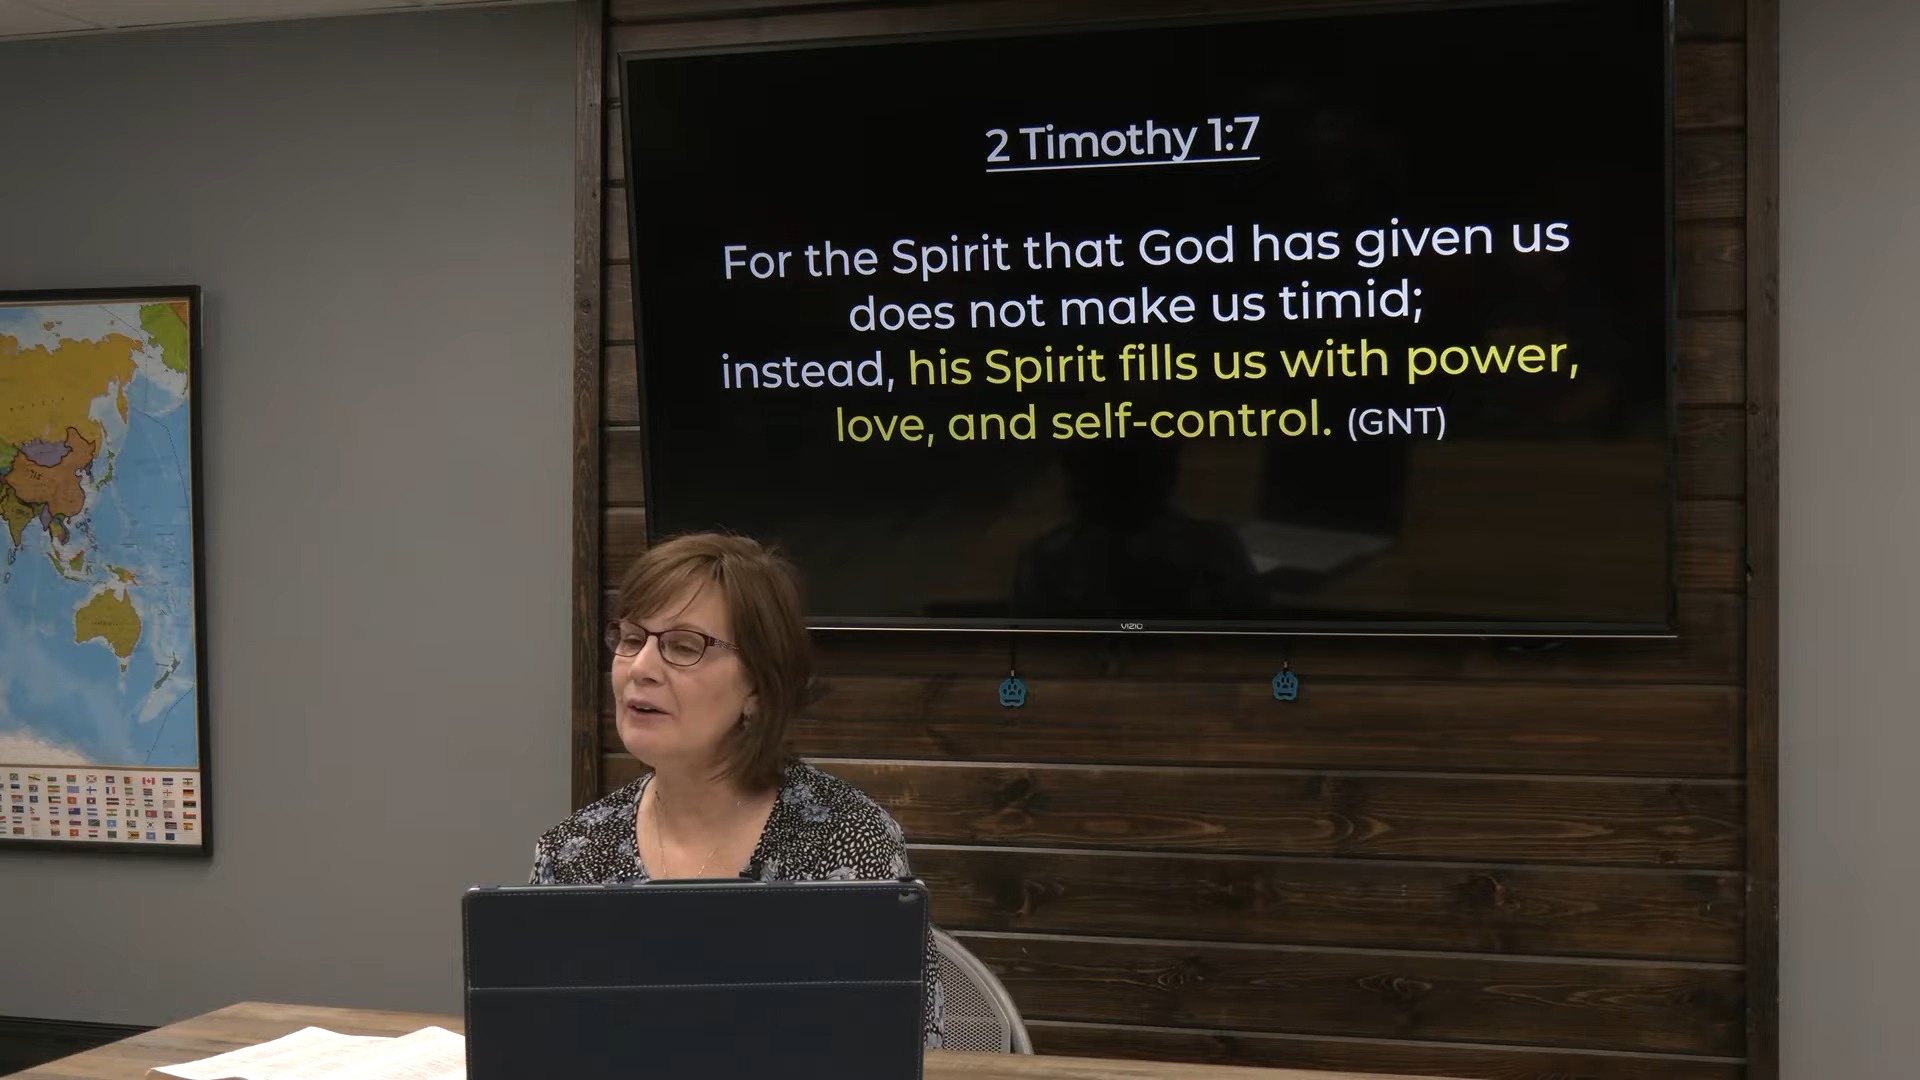 2 Timothy 1:7
For the Spirit that God has given us
does not make us timid;
instead, his Spirit fills us with power,
love, and self-control. (GNT)
VIZIO